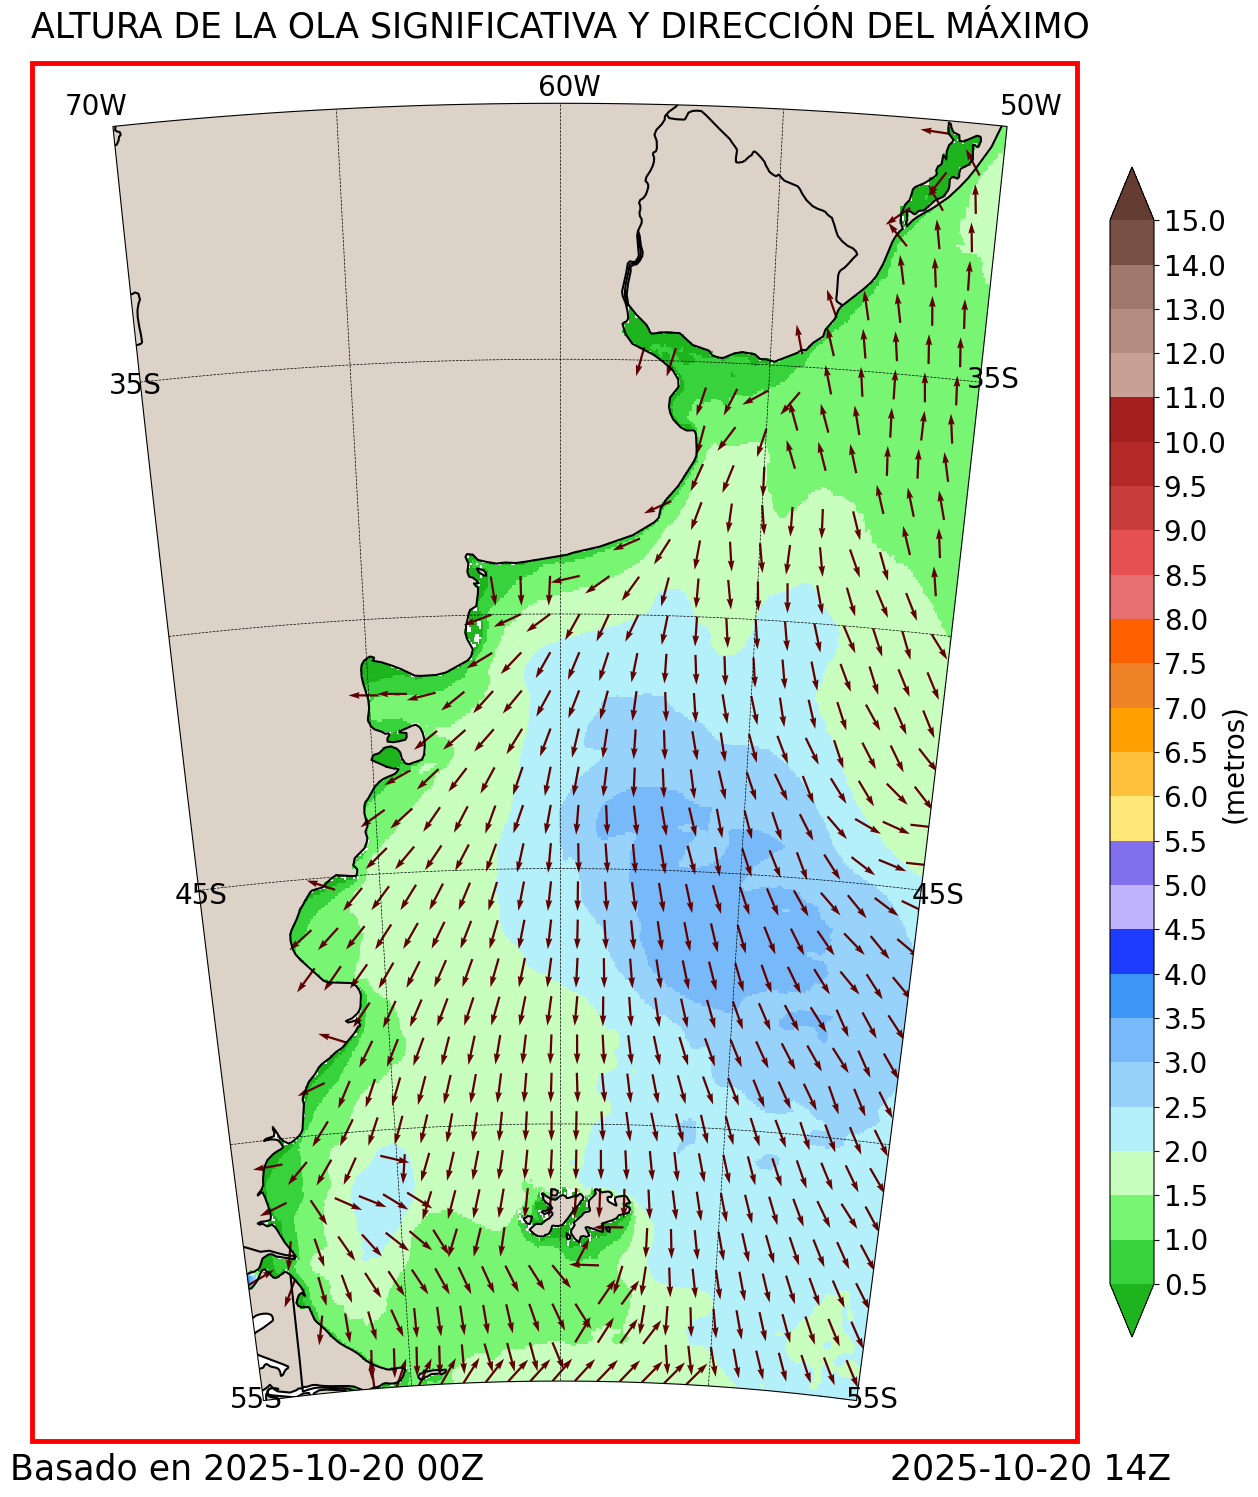 ALTURA DE LA OLA SIGNIFICATIVA Y DIRECCIÓN DEL MÁXIMO
70W
60W
50W
35S
35S
45S
45S
55S
55S
15.0
14.0
13.0
12.0
11.0
10.0
9.5
9.0
8.5
8.0
7.5
7.0
6.5
6.0
5.5
5.0
4.5
4.0
3.5
3.0
2.5
2.0
1.5
1.0
0.5
(metros)
Basado en 2025-10-20 00Z
2025-10-20 14Z